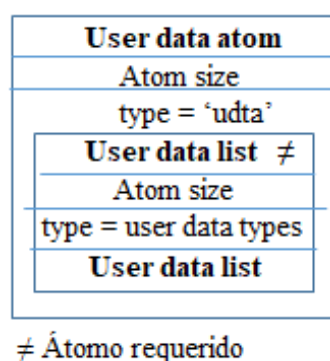 User data atom
Atom size
type = ‘udta’
User data list ≠
Atom size
type = user data types
User data list
≠ Átomo requerido